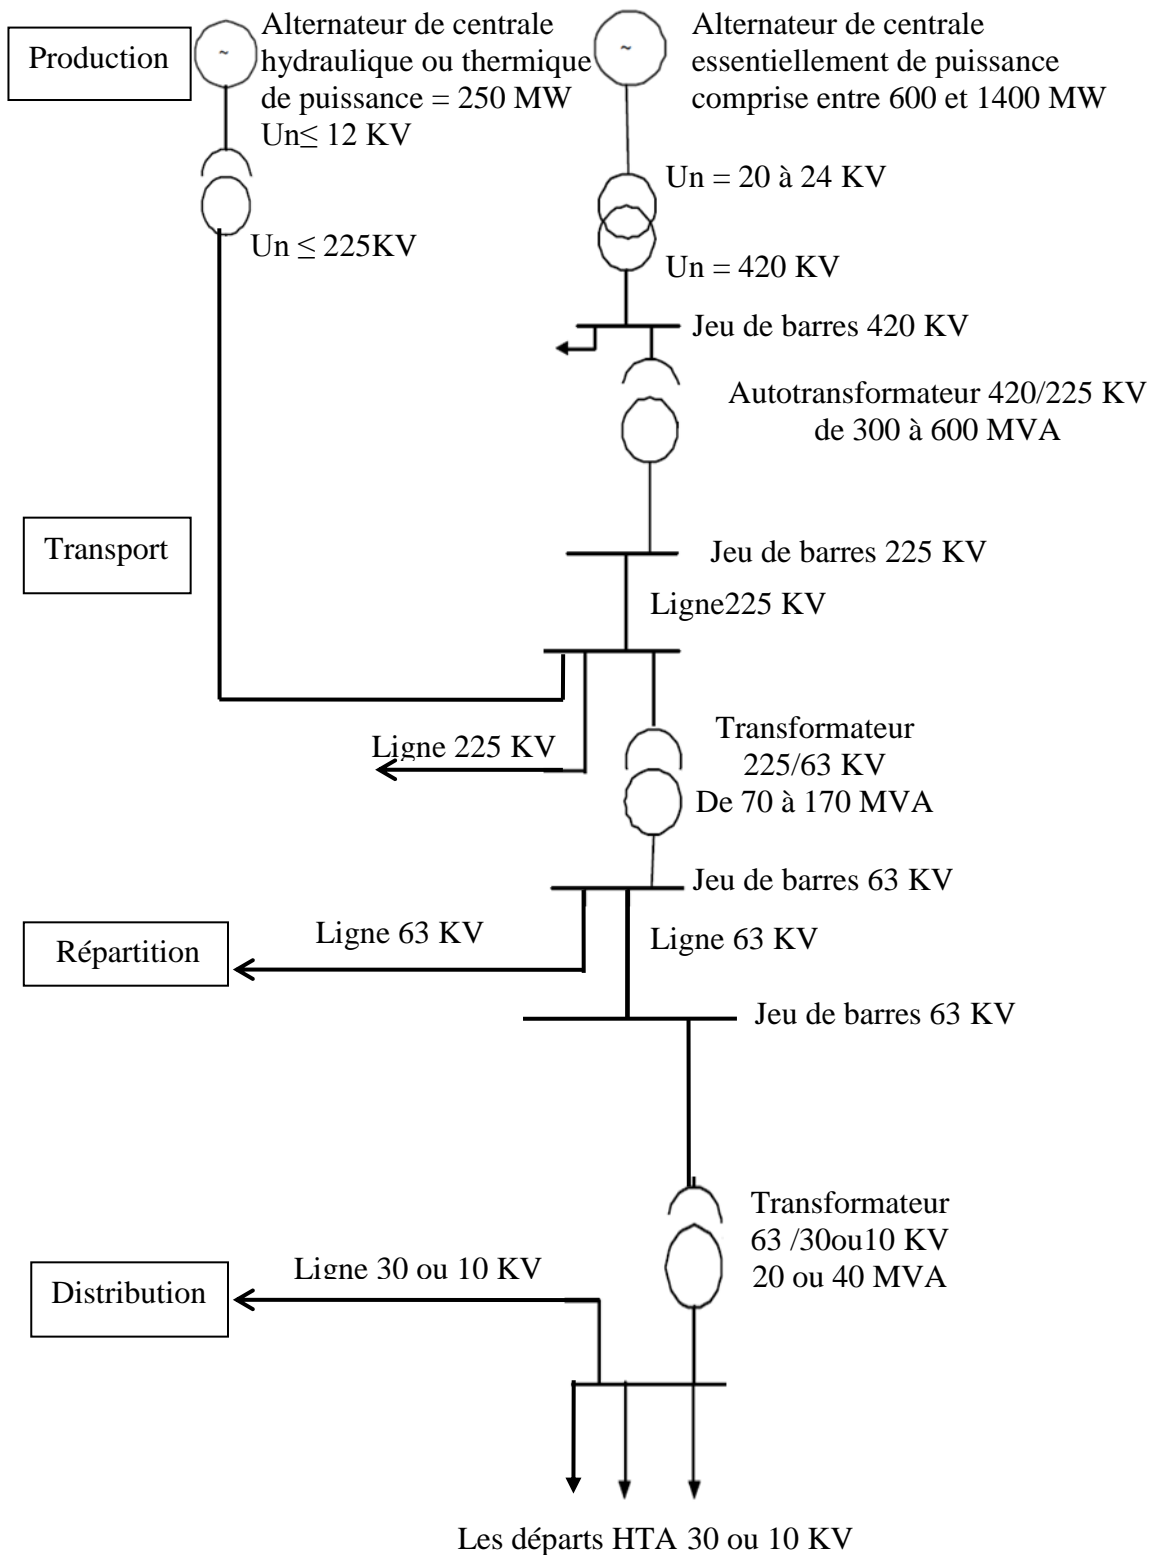 Production
~
Alternateur de centrale
hydraulique ou thermique
de puissance = 250 MW
Un≤ 12 KV
Un ≤ 225KV
~
Alternateur de centrale
essentiellement de puissance
comprise entre 600 et 1400 MW
Un = 20 à 24 KV
Un = 420 KV
Jeu de barres 420 KV
Autotransformateur 420/225 KV
de 300 à 600 MVA
Transport
Jeu de barres 225 KV
Ligne225 KV
Ligne 225 KV
Transformateur
225/63 KV
De 70 à 170 MVA
Jeu de barres 63 KV
Répartition
Ligne 63 KV
Ligne 63 KV
Jeu de barres 63 KV
Transformateur
63 /30ou10 KV
20 ou 40 MVA
Distribution
Ligne 30 ou 10 KV
Les départs HTA 30 ou 10 KV